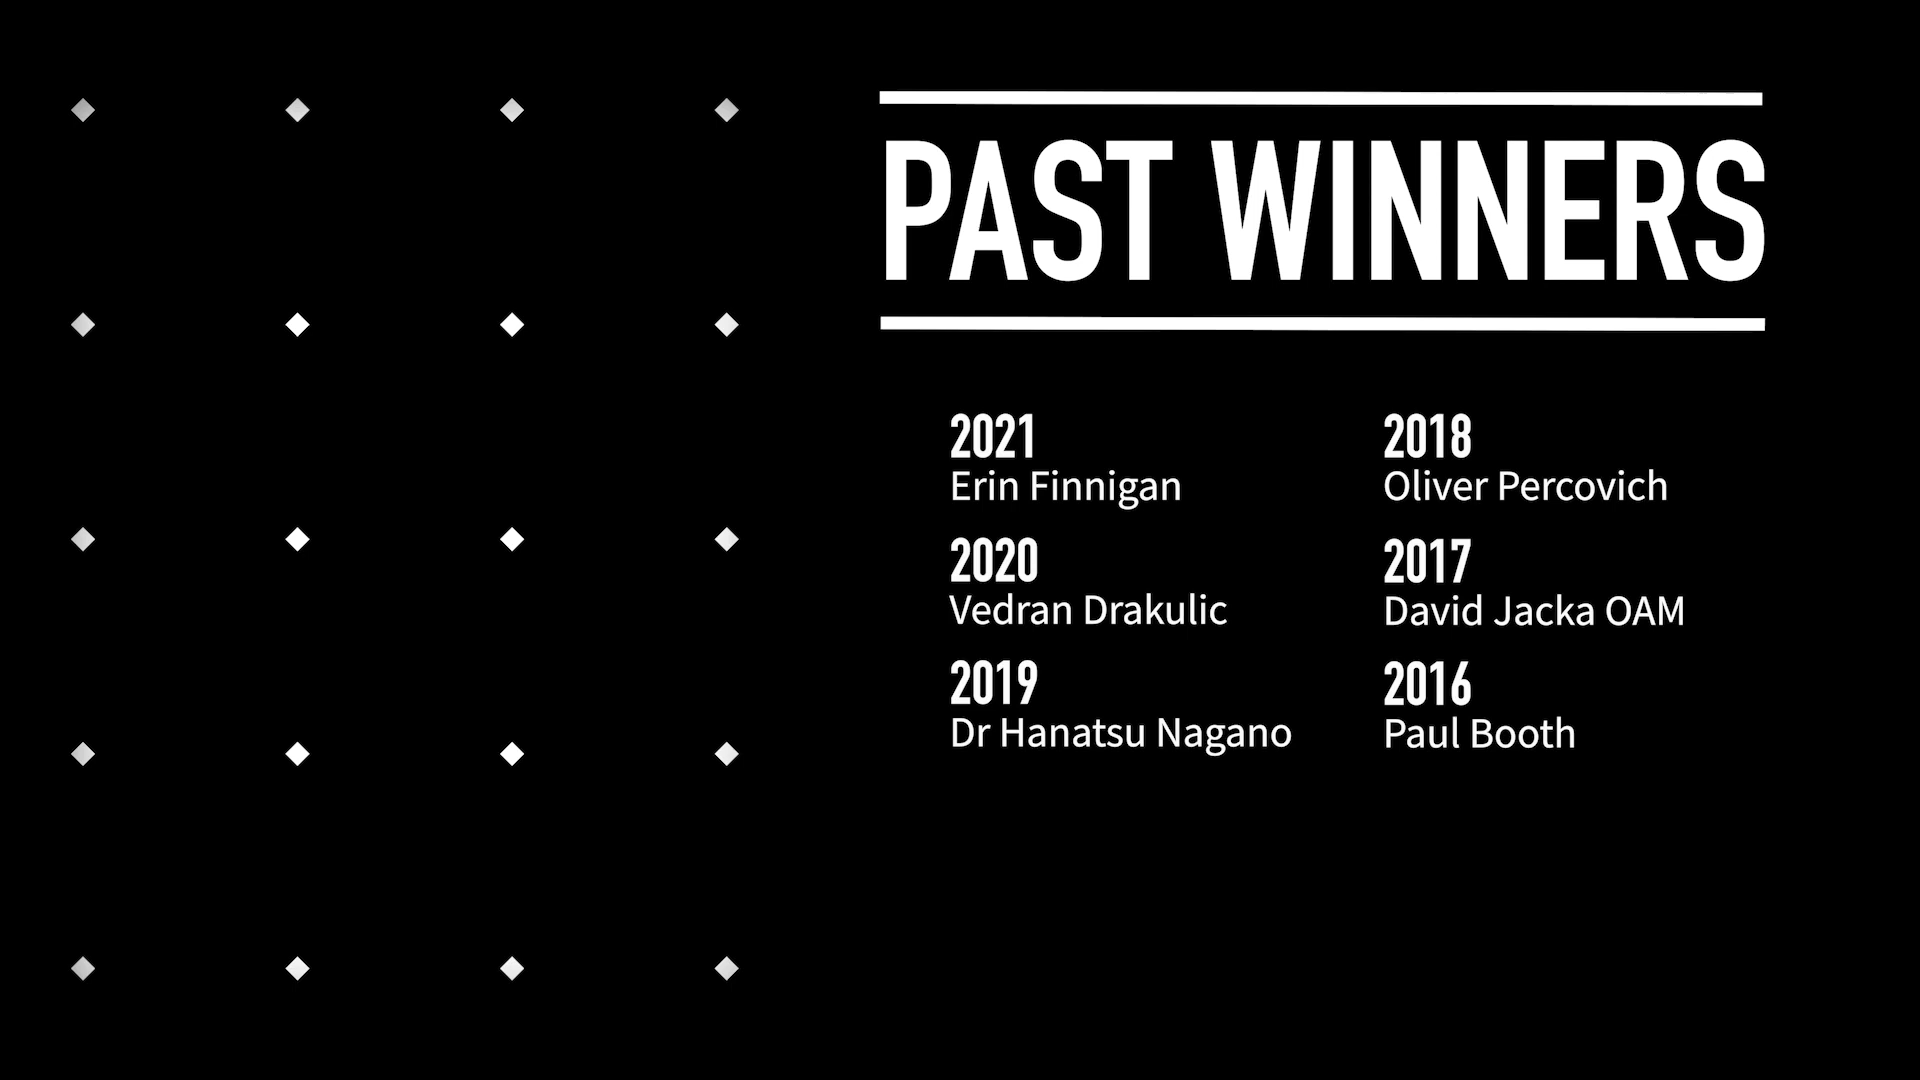 PAST WINNERS
2021
Erin Finnigan
2020
Vedran Drakulic
2019
Dr Hanatsu Nagano
2018
Oliver Percovich
2017
David Jacka OAM
2016
Paul Booth